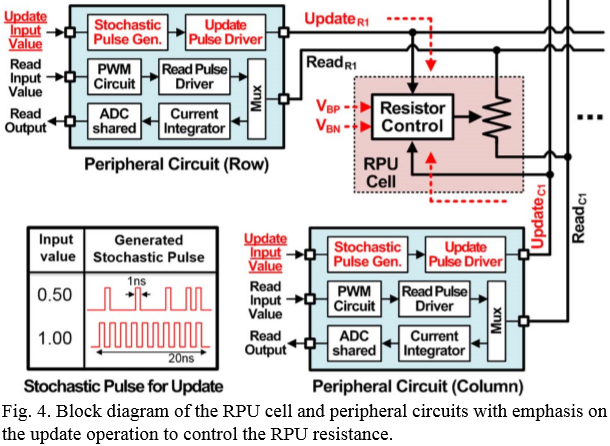 Update
Input
Value
Stochastic
Pulse Gen.
Update
Pulse Driver
Update R1
Read
Input
Value
PWM
Circuit
Read Pulse
Driver
Mux
Read R1
Read
Output
ADC
shared
Current
Integrator
Peripheral Circuit (Row)
VBP
VBN
Resistor
Control
RPU
Cell
Update C1
Read C1
Input
value
Generated
Stochastic Pulse
0.50
1ns
1.00
20ns
Stochastic Pulse for Update
Update
Input
Value
Stochastic
Pulse Gen.
Update
Pulse Driver
Read
Input
Value
PWM
Circuit
Read Pulse
Driver
Mux
Read
Output
ADC
shared
Current
Integrator
Peripheral Circuit (Column)
Fig. 4. Block diagram of the RPU cell and peripheral circuits with emphasis on
the update operation to control the RPU resistance.